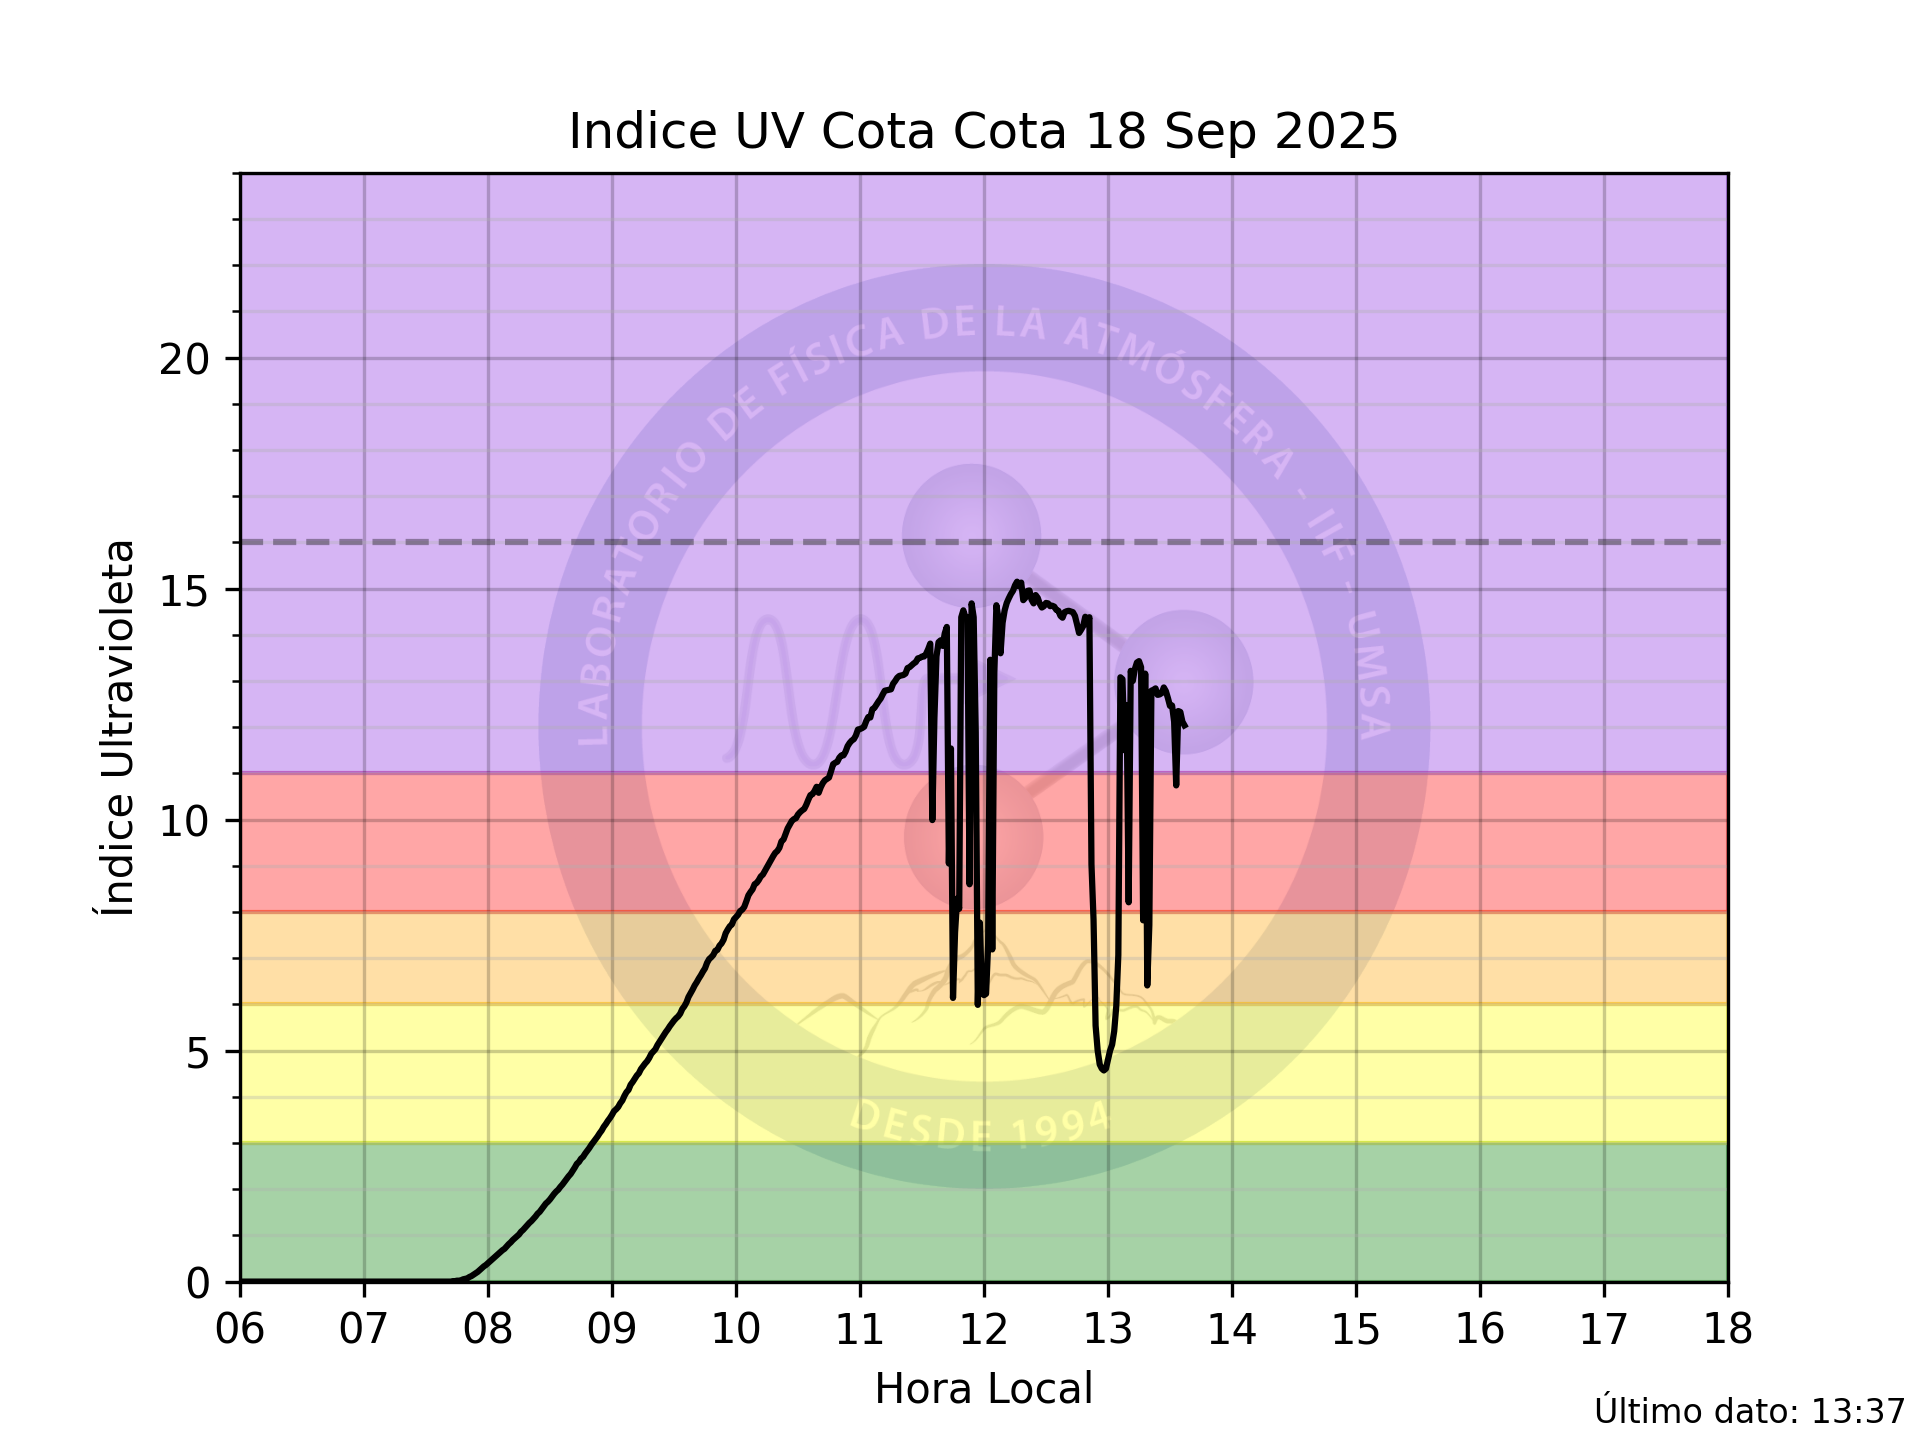 Indice UV Cota Cota 18 Sep 2025
Índice Ultravioleta
20
15
10
5
0
LABORATORIO DE FÍSICA DE LA ATMÓSFERA - IIF - UMSA
DESDE 1994
06 07 08 09 10 11 12 13 14 15 16 17 18
Hora Local
Último dato: 13:37